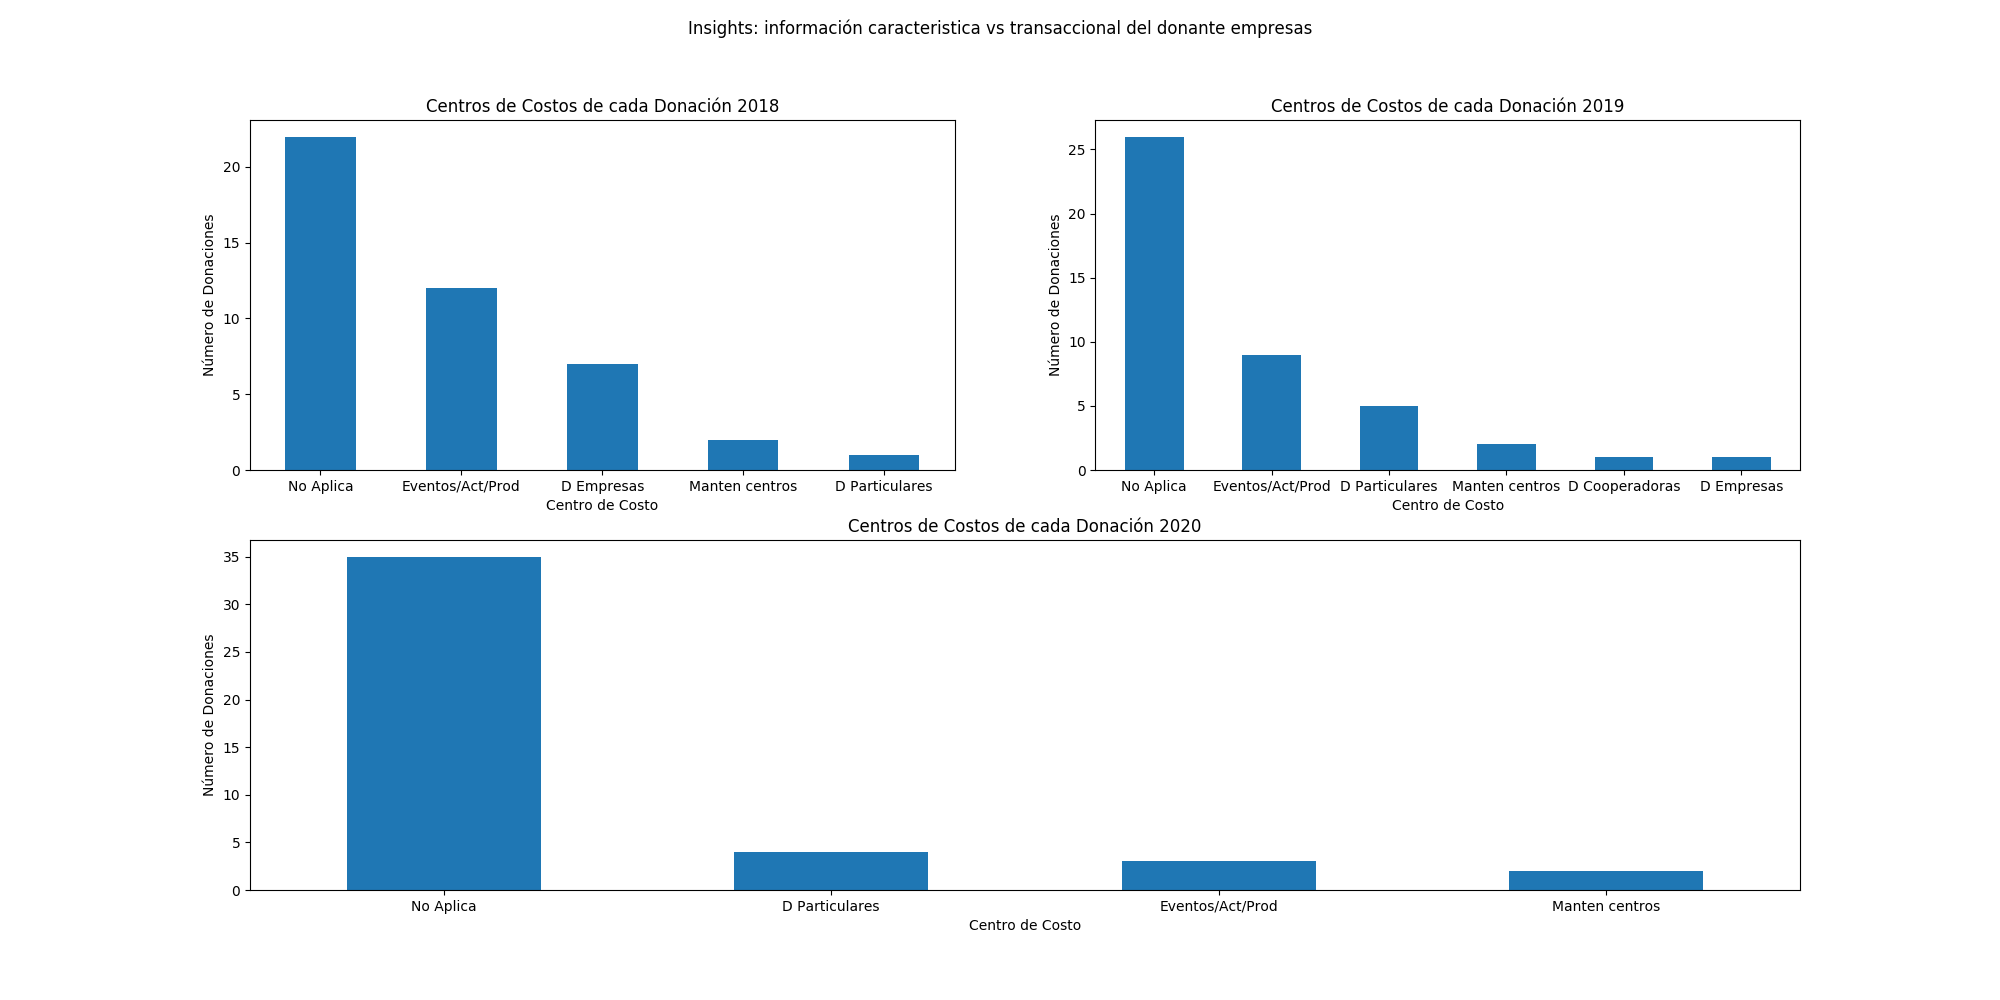 Insights: información caracteristica vs transaccional del donante empresas
Centros de Costos de cada Donación 2018
Número de Donaciones
20
15
10
5
0
No Aplica Eventos/Act/Prod D Empresas Manten centros D Particulares
Centro de Costo
Centros de Costos de cada Donación 2019
Número de Donaciones
25
20
15
10
5
0
No Aplica Eventos/Act/Prod D Particulares Manten centros D Cooperadoras D Empresas
Centro de Costo
Centros de Costos de cada Donación 2020
Número de Donaciones
35
30
25
20
15
10
5
0
No Aplica D Particulares Eventos/Act/Prod Manten centros
Centro de Costo